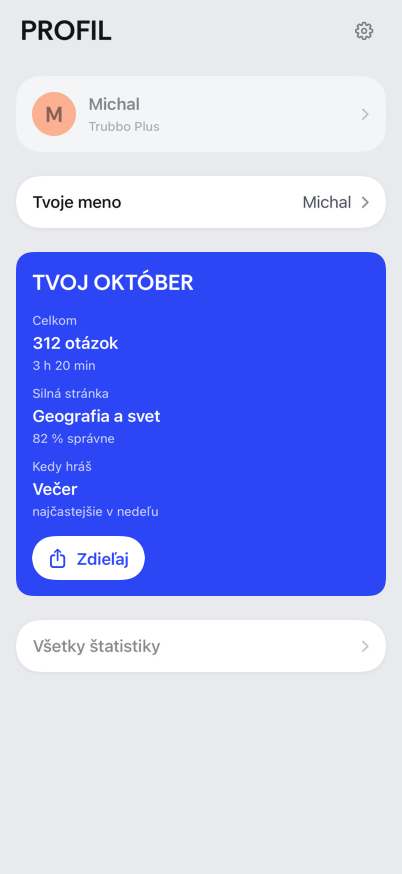 PROFIL
M
Michal
Trubbo Plus
Tvoje meno Michal
TVOJ OKTÓBER
Celkom
312 otázok
3 h 20 min
Silná stránka
Geografia a svet
82 % správne
Kedy hráš
Večer
najčastejšie v nedeľu
Zdieľaj
Všetky štatistiky